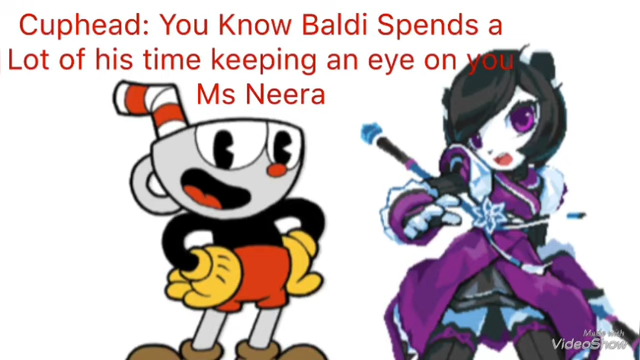 Cuphead: You Know Baldi Spends a
Lot of his time keeping an eye on you
Ms Neera
Made with
VideoShow